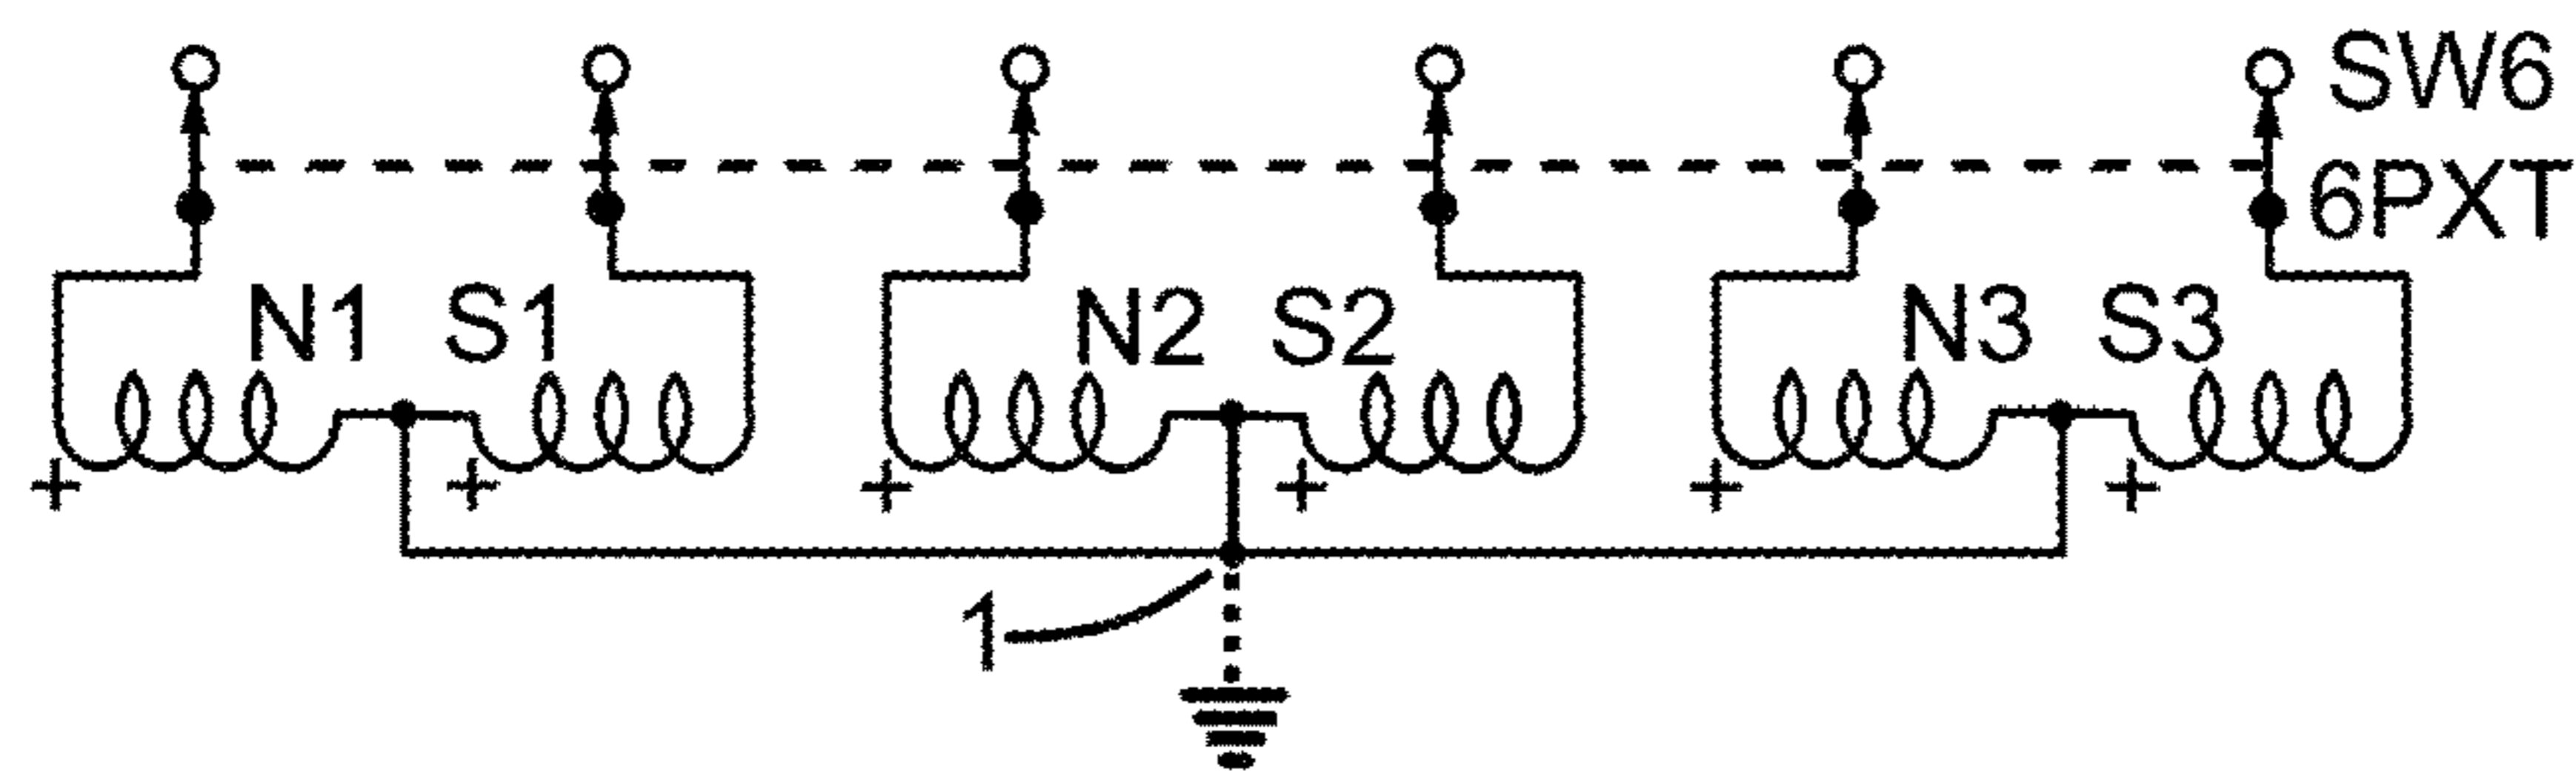 SW6
6PXT
N1 S1 N2 S2 N3 S3
+ + + + + +
1